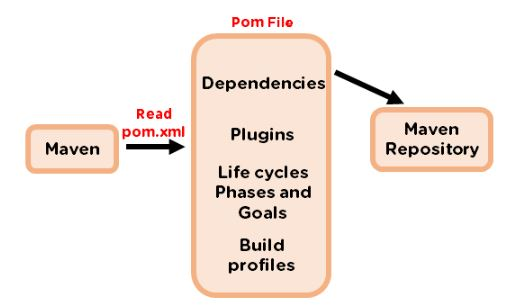 Pom File
Read
pom.xml
Maven
Dependencies
Plugins
Life cycles
Phases and
Goals
Build
profiles
Maven
Repository